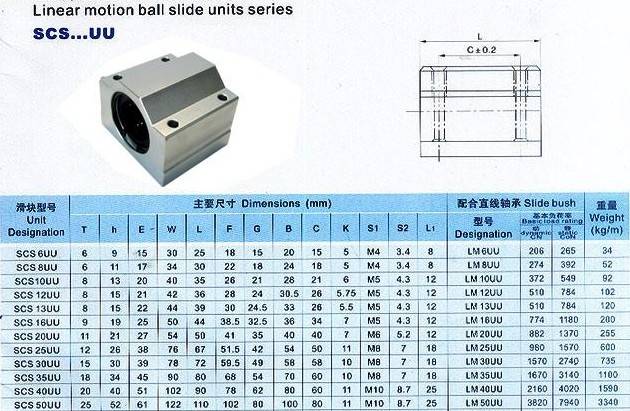 Linear motion ball slide units series
SCS...UU
L
C±0.2
滑块型号 Unit Designation 主要尺寸 Dimensions (mm) 配合直线轴承 Slide bush 重量 Weight (kg/m)
型号 Designation 基本负荷率 Basic load rating
动 dynamic C/N 静 static Co/N
T h E W L F G B C K S1 S2 L1
SCS 6UU 6 9 15 30 25 18 15 20 15 5 M4 3.4 8 LM 6UU 206 265 34
SCS 8UU 6 11 17 34 30 22 18 24 18 5 M4 3.4 8 LM 8UU 274 392 52
SCS10UU 8 13 20 40 35 26 21 28 21 6 M5 4.3 12 LM 10UU 372 549 92
SCS 12UU 8 15 21 42 36 28 24 30.5 26 5.75 M5 4.3 12 LM 12UU 510 784 102
SCS 13UU 8 15 22 44 39 30 24.5 33 26 5.5 M5 4.3 12 LM 13UU 510 784 120
SCS 16UU 9 19 25 50 44 38.5 32.5 36 34 7 M5 4.3 12 LM 16UU 774 1180 200
SCS 20UU 11 21 27 54 50 41 35 40 40 7 M6 5.2 12 LM 20UU 882 1370 255
SCS 25UU 12 26 38 76 67 51.5 42 54 50 11 M8 7 18 LM 25UU 980 1570 600
SCS 30UU 15 30 39 78 72 59.5 49 58 58 10 M8 7 18 LM 30UU 1570 2740 735
SCS 35UU 18 34 45 90 80 68 54 70 60 10 M8 7 18 LM 35UU 1670 3140 1100
SCS 40UU 20 40 51 102 90 78 62 80 60 11 M10 8.7 25 LM 40UU 2160 4020 1590
SCS 50UU 25 52 61 122 110 102 80 100 80 11 M10 8.7 25 LM 50UU 3820 7940 3340